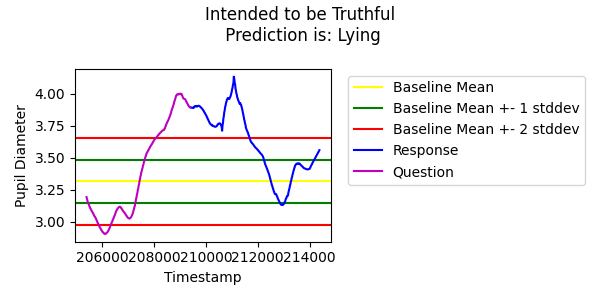 Intended to be Truthful
Prediction is: Lying
4.00
3.75
3.50
3.25
3.00
Pupil Diameter
206000
208000
210000
212000
214000
Timestamp
Baseline Mean
Baseline Mean +- 1 stddev
Baseline Mean +- 2 stddev
Response
Question